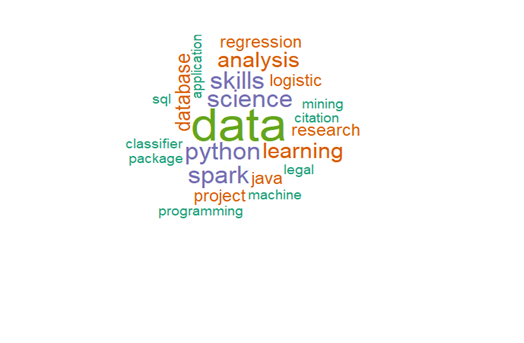 regression
application
analysis
database
skills
logistic
sql
science
mining
data
citation
research
classifier
python
learning
package
spark
java
legal
project
machine
programming